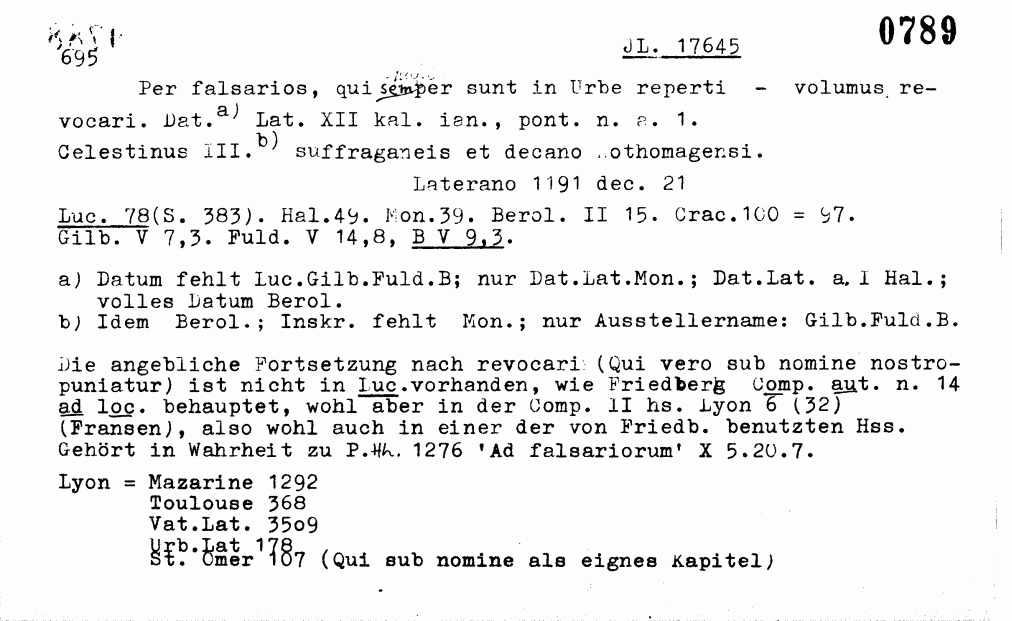 0789
695
JL. 17645
Per falsarios, qui semper sunt in Urbe reperti - volumus re-
vocari. Dat.a) Lat. XII kal. ian., pont. n. a. 1.
Celestinus III.b) suffraganeis et decano othomagensi.
Laterano 1191 dec. 21
Luc. 78(S. 383). Hal.49. Mon.39. Berol. II 15. Crac.100 = 97.
Gilb. V 7,3. Fuld. V 14,8, B V 9,3.
a) Datum fehlt Luc.Gilb.Fuld.B; nur Dat.Lat.Mon.; Dat.Lat. a. I Hal.;
volles Datum Berol.
b) Idem Berol.; Inskr. fehlt Mon.; nur Ausstellername: Gilb.Fuld.B.
Die angebliche Fortsetzung nach revocari (Qui vero sub nomine nostro-
puniatur) ist nicht in Luc.vorhanden, wie Friedberg Comp. aut. n. 14
ad loc. behauptet, wohl aber in der Comp. II hs. Lyon 6 (32)
(Fransen), also wohl auch in einer der von Friedb. benutzten Hss.
Gehört in Wahrheit zu P.Hh. 1276 'Ad falsariorum' X 5.20.7.
Lyon = Mazarine 1292
Toulouse 368
Vat.Lat. 3509
Urb.Lat 178
St. Omer 107 (Qui sub nomine als eignes Kapitel)